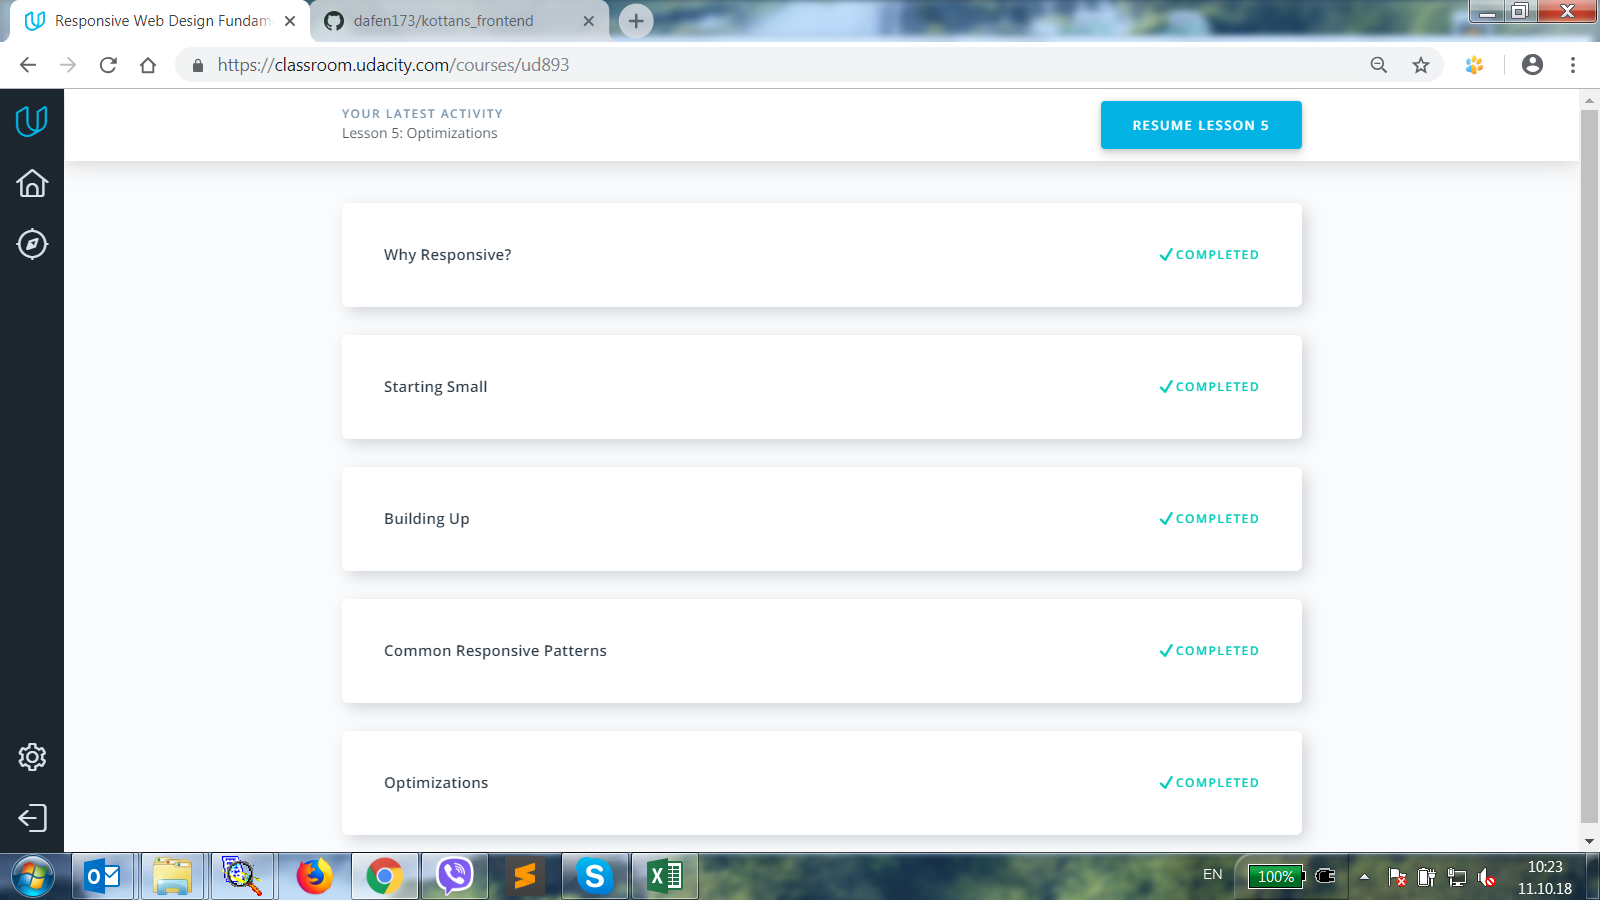 Responsive Web Design Fundam
dafen173/kottans_frontend
https://classroom.udacity.com/courses/ud893
YOUR LATEST ACTIVITY
Lesson 5: Optimizations
RESUME LESSON 5
Why Responsive?
COMPLETED
Starting Small
COMPLETED
Building Up
COMPLETED
Common Responsive Patterns
COMPLETED
Optimizations
COMPLETED
EN
100%
10:23
11.10.18